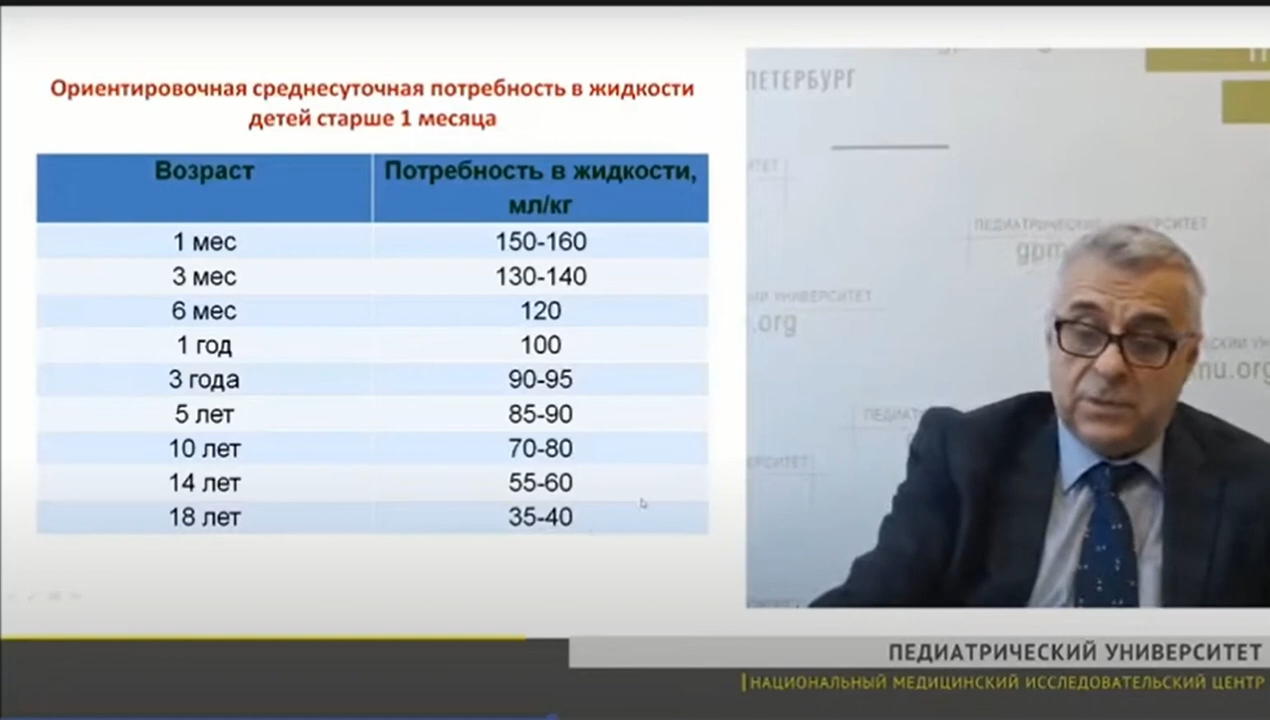 Ориентировочная среднесуточная потребность в жидкости
детей старше 1 месяца
Возраст
Потребность в жидкости,
мл/кг
1 мес
150-160
3 мес
130-140
6 мес
120
1 год
100
3 года
90-95
5 лет
85-90
10 лет
70-80
14 лет
55-60
18 лет
35-40
ПЕТЕРБУРГ
УНИВЕРСИТЕТ
.org
ПЕДИАТРИЧЕСКИЙ УНИВЕРСИТЕТ
НАЦИОНАЛЬНЫЙ МЕДИЦИНСКИЙ ИССЛЕДОВАТЕЛЬСКИЙ ЦЕНТР